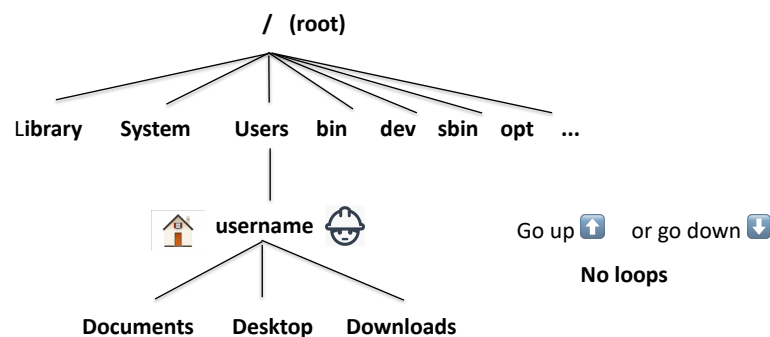 / (root)
Library System Users bin dev sbin opt ...
username
Go up or go down
No loops
Documents Desktop Downloads